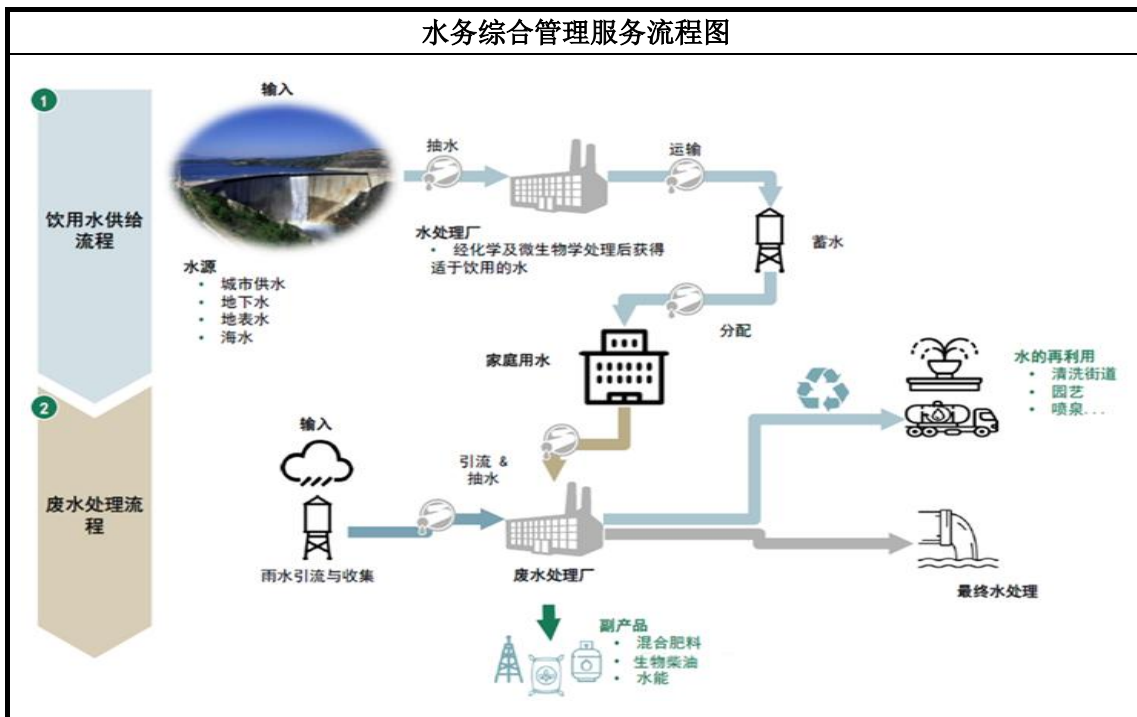 水务综合管理服务流程图
1
输入
抽水
运输
饮用水供给
流程
水处理厂
• 经化学及微生物学处理后获得
适于饮用的水
蓄水
水源
• 城市供水
• 地下水
• 地表水
• 海水
分配
家庭用水
水的再利用
• 清洗街道
• 园艺
• 喷泉...
2
输入
引流 &
抽水
废水处理流
程
雨水引流与收集
废水处理厂
最终水处理
副产品
• 混合肥料
• 生物柴油
• 水能